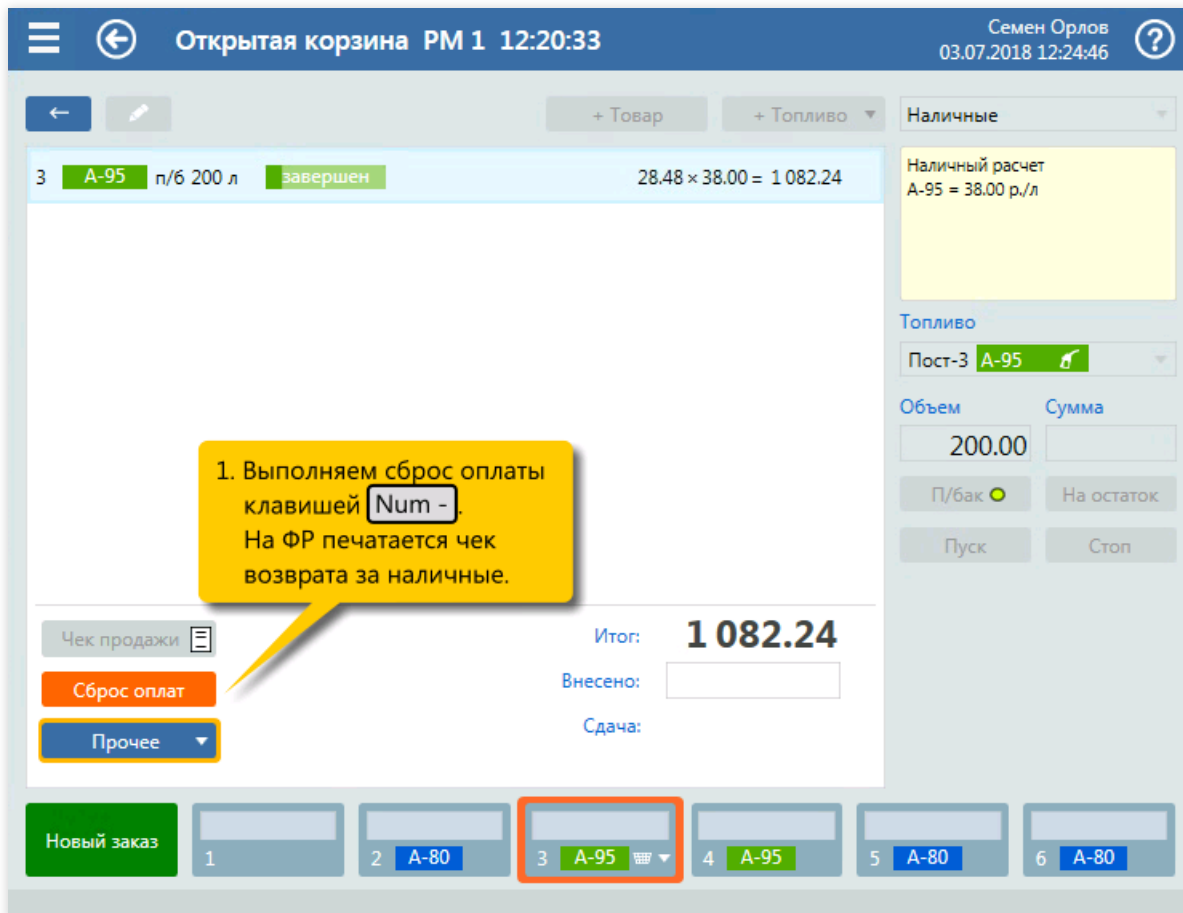 Открытая корзина РМ 1 12:20:33
Семен Орлов
03.07.2018 12:24:46
?
+ Товар
+ Топливо
Наличные
3 А-95 п/б 200 л завершен 28.48 × 38.00 = 1 082.24
Наличный расчет
А-95 = 38.00 р./л
Топливо
Пост-3 А-95
Объем Сумма
200.00
П/бак На остаток
Пуск Стоп
1. Выполняем сброс оплаты
клавишей Num - .
На ФР печатается чек
возврата за наличные.
Чек продажи
Сброс оплат
Прочее
Итог: 1 082.24
Внесено:
Сдача:
Новый заказ
1
2 А-80
3 А-95
4 А-95
5 А-80
6 А-80